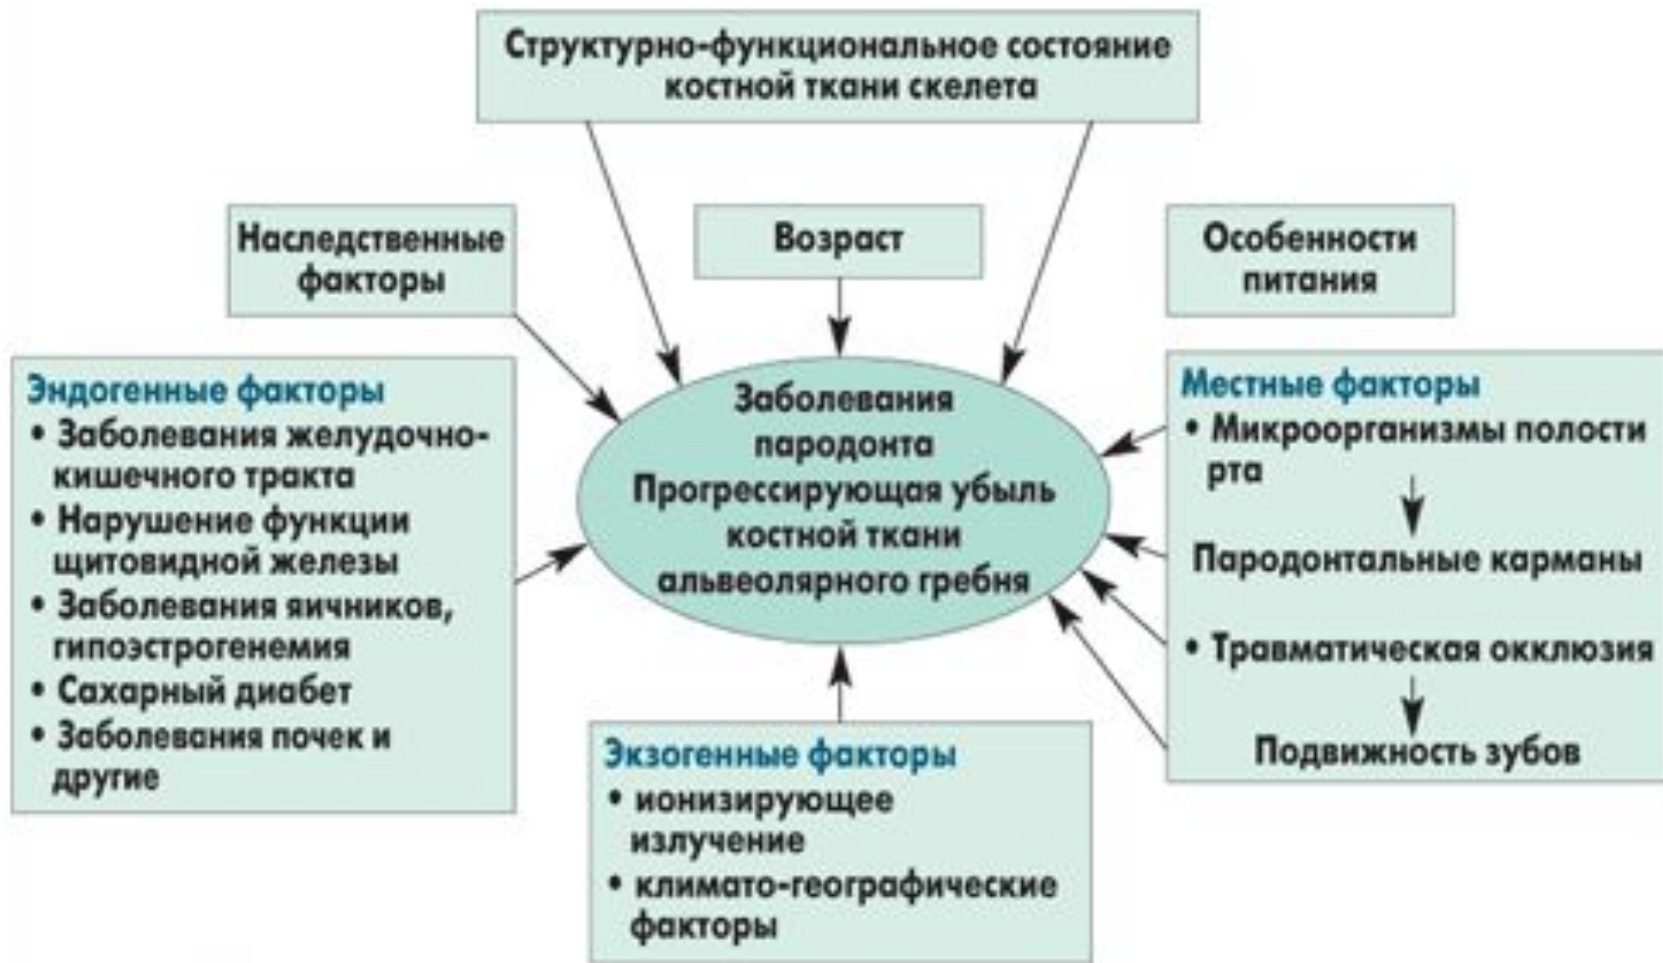 Структурно-функциональное состояние
костной ткани скелета
Наследственные
факторы
Возраст
Особенности
питания
Эндогенные факторы
• Заболевания желудочно-
кишечного тракта
• Нарушение функции
щитовидной железы
• Заболевания яичников,
гипоэстрогенемия
• Сахарный диабет
• Заболевания почек и
другие
Заболевания
пародонта
Прогрессирующая убыль
костной ткани
альвеолярного гребня
Местные факторы
• Микроорганизмы полости
рта
Пародонтальные карманы
• Травматическая окклюзия
Подвижность зубов
Экзогенные факторы
• ионизирующее
излучение
• климато-географические
факторы